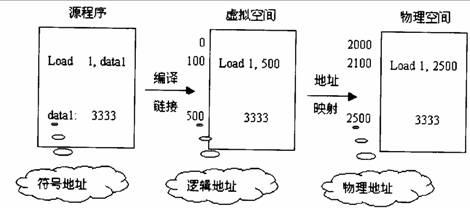 源程序
虚拟空间
物理空间
Load 1, data1
data1: 3333
编译
链接
0
100
500
Load 1, 500
3333
地址
映射
2000
2100
2500
Load 1, 2500
3333
符号地址
逻辑地址
物理地址